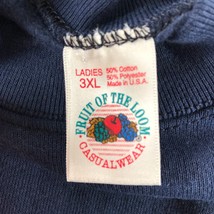 LADIES
3XL
50% Cotton
50% Polyester
Made in U.S.A.
FRUIT OF THE LOOM
CASUALWEAR